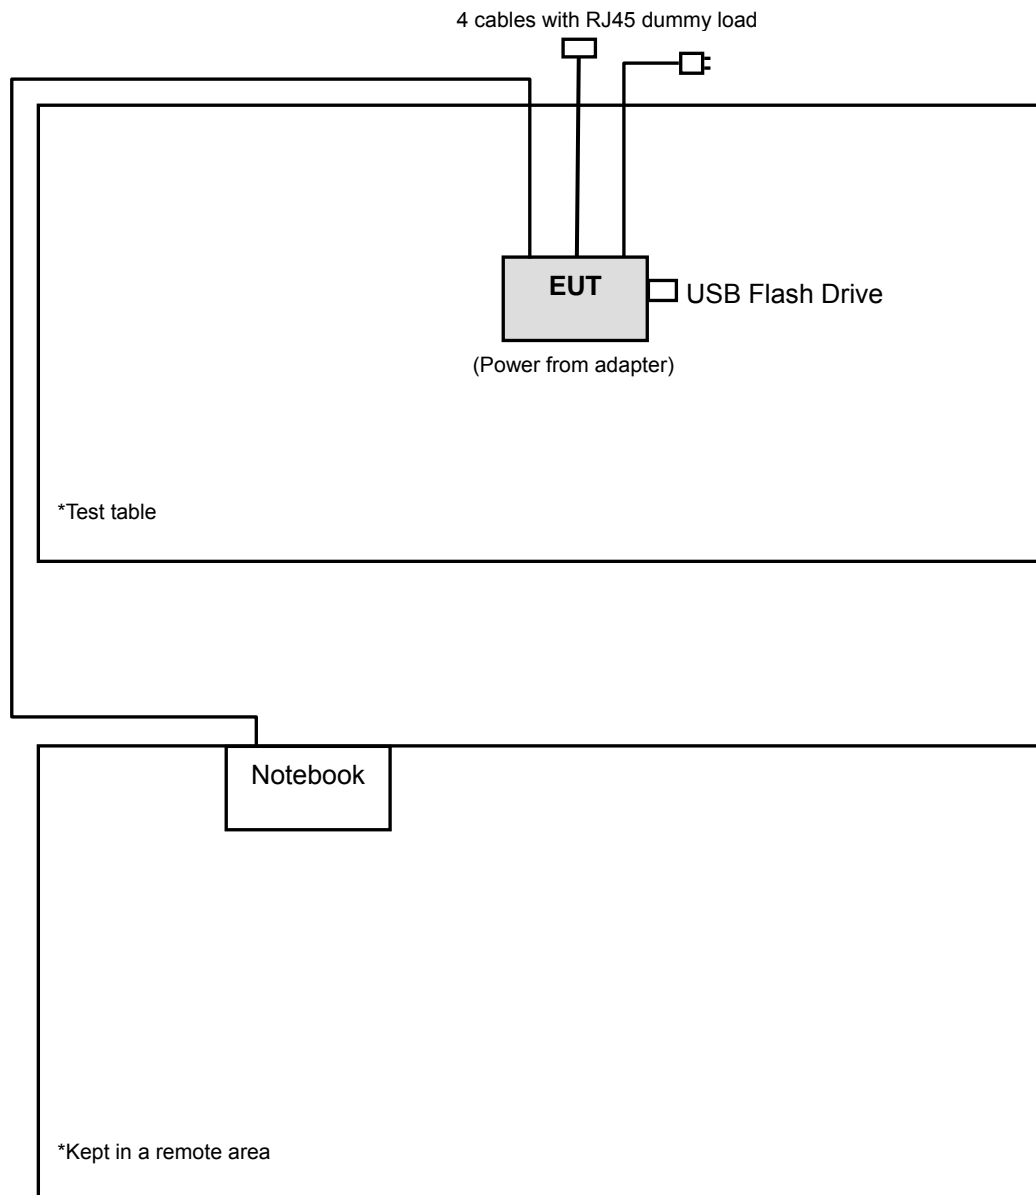 4 cables with RJ45 dummy load
EUT
USB Flash Drive
(Power from adapter)
*Test table
Notebook
*Kept in a remote area